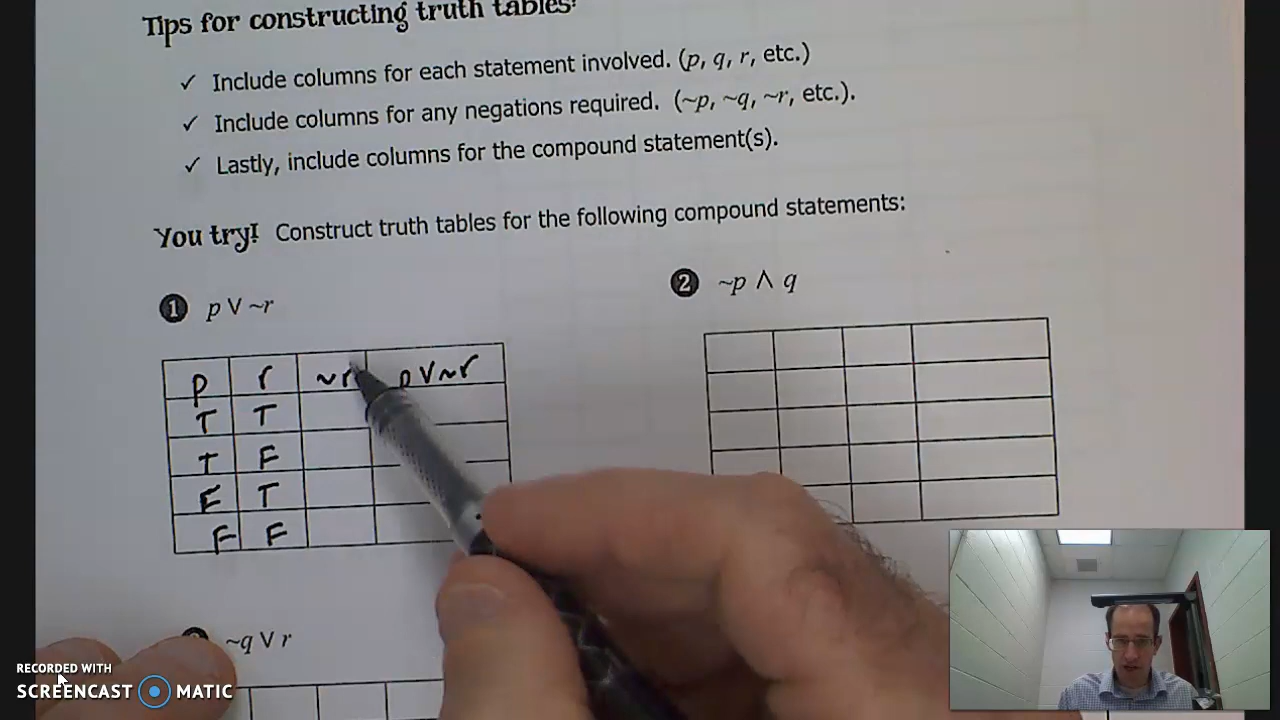 Tips for constructing truth tables:
✓ Include columns for each statement involved. (p, q, r, etc.)
✓ Include columns for any negations required. (~p, ~q, ~r, etc.).
✓ Lastly, include columns for the compound statement(s).
You try! Construct truth tables for the following compound statements:
1 p ∨ ~r
2 ~p ∧ q
p r ~r p∨~r
T T
T F
F T
F F
~q ∨ r
RECORDED WITH
SCREENCAST MATIC